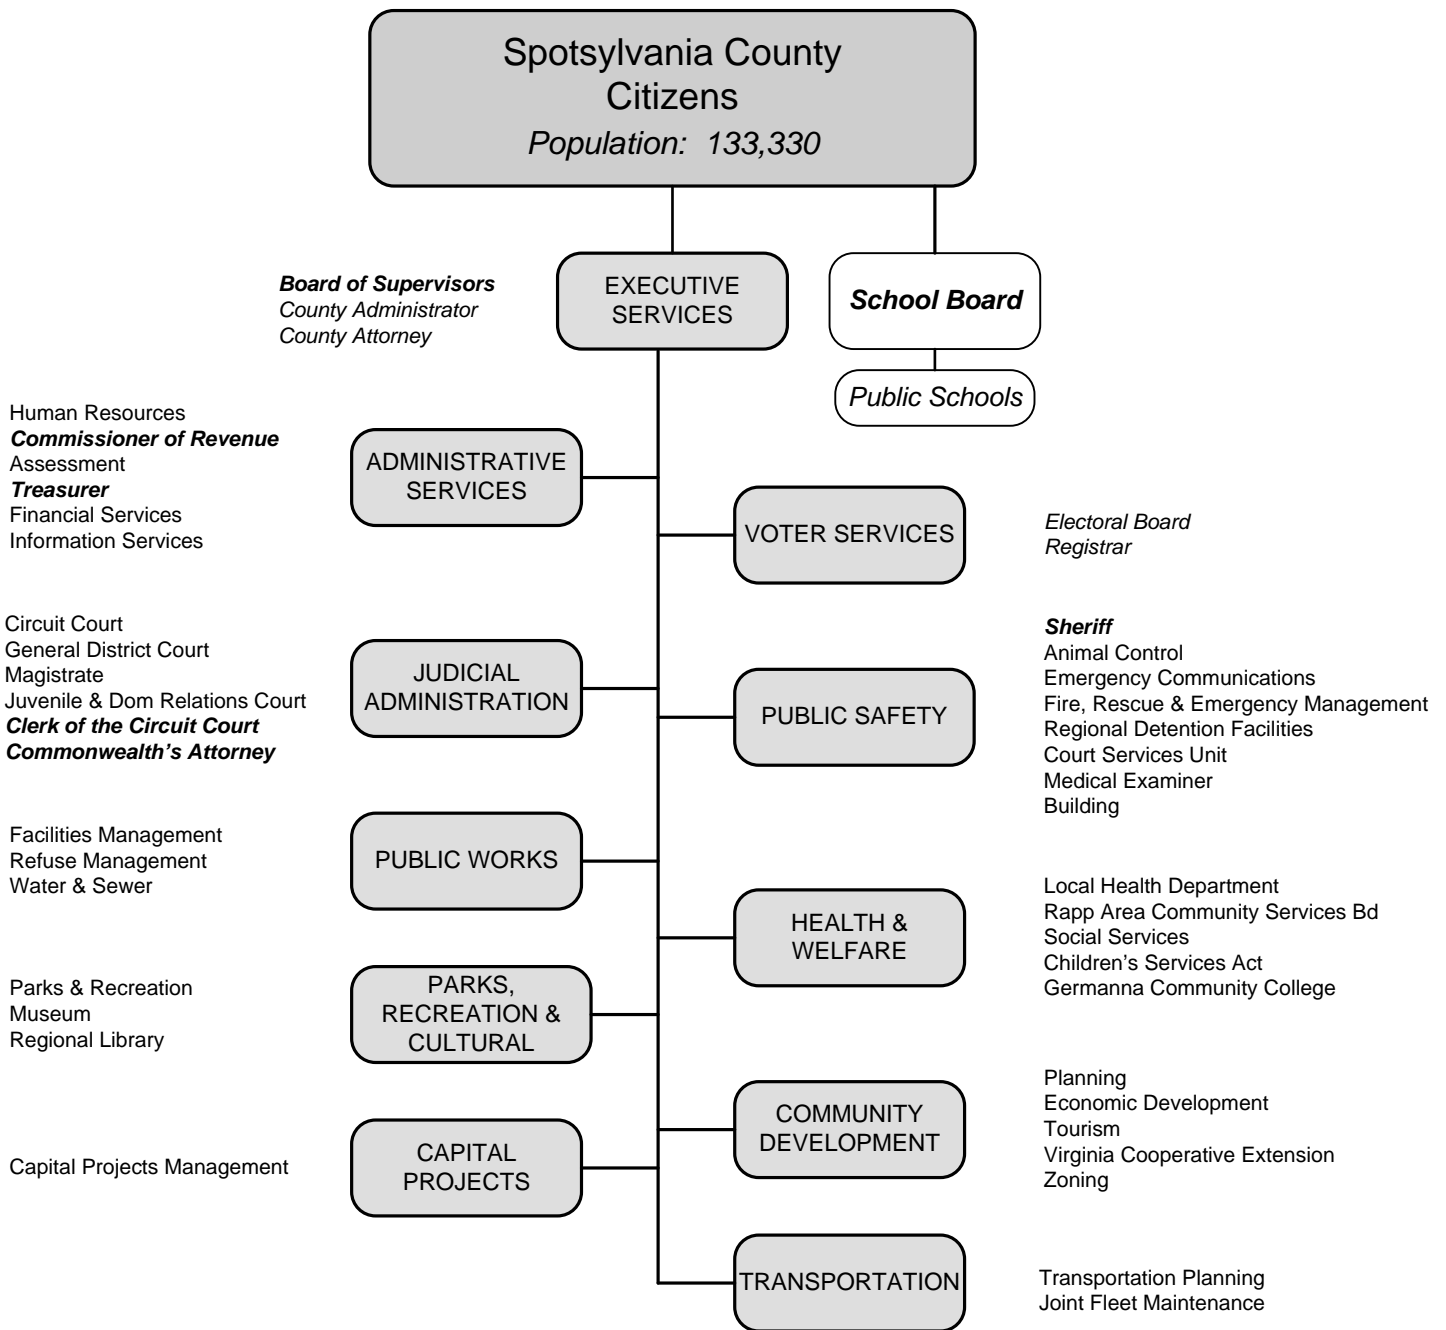 Spotsylvania County
Citizens
Population: 133,330
Board of Supervisors
County Administrator
County Attorney
EXECUTIVE
SERVICES
School Board
Public Schools
Human Resources
Commissioner of Revenue
Assessment
Treasurer
Financial Services
Information Services
ADMINISTRATIVE
SERVICES
VOTER SERVICES
Electoral Board
Registrar
Circuit Court
General District Court
Magistrate
Juvenile & Dom Relations Court
Clerk of the Circuit Court
Commonwealth's Attorney
JUDICIAL
ADMINISTRATION
PUBLIC SAFETY
Sheriff
Animal Control
Emergency Communications
Fire, Rescue & Emergency Management
Regional Detention Facilities
Court Services Unit
Medical Examiner
Building
Facilities Management
Refuse Management
Water & Sewer
PUBLIC WORKS
HEALTH &
WELFARE
Local Health Department
Rapp Area Community Services Bd
Social Services
Children's Services Act
Germanna Community College
Parks & Recreation
Museum
Regional Library
PARKS,
RECREATION &
CULTURAL
COMMUNITY
DEVELOPMENT
Planning
Economic Development
Tourism
Virginia Cooperative Extension
Zoning
Capital Projects Management
CAPITAL
PROJECTS
TRANSPORTATION
Transportation Planning
Joint Fleet Maintenance